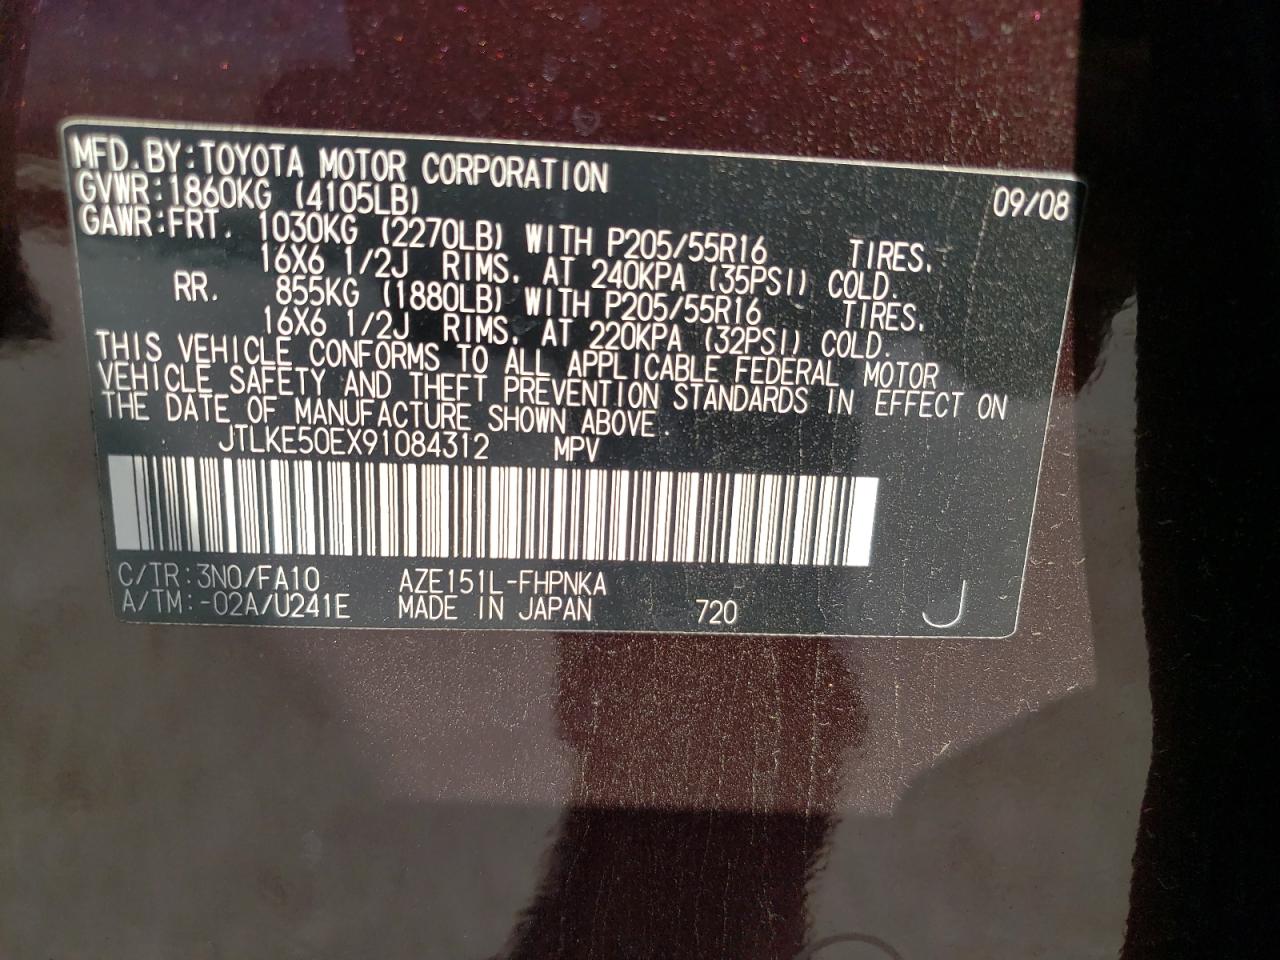 MFD.BY:TOYOTA MOTOR CORPORATION 09/08
GVWR:1860KG (4105LB)
GAWR:FRT. 1030KG (2270LB) WITH P205/55R16 TIRES.
16X6 1/2J RIMS. AT 240KPA (35PSI) COLD.
RR. 855KG (1880LB) WITH P205/55R16 TIRES.
16X6 1/2J RIMS. AT 220KPA (32PSI) COLD.
THIS VEHICLE CONFORMS TO ALL APPLICABLE FEDERAL MOTOR
VEHICLE SAFETY AND THEFT PREVENTION STANDARDS IN EFFECT ON
THE DATE OF MANUFACTURE SHOWN ABOVE.
JTLKE50EX91084312 MPV
C/TR:3N0/FA10 AZE151L-FHPNKA
A/TM:-02A/U241E MADE IN JAPAN 720 J